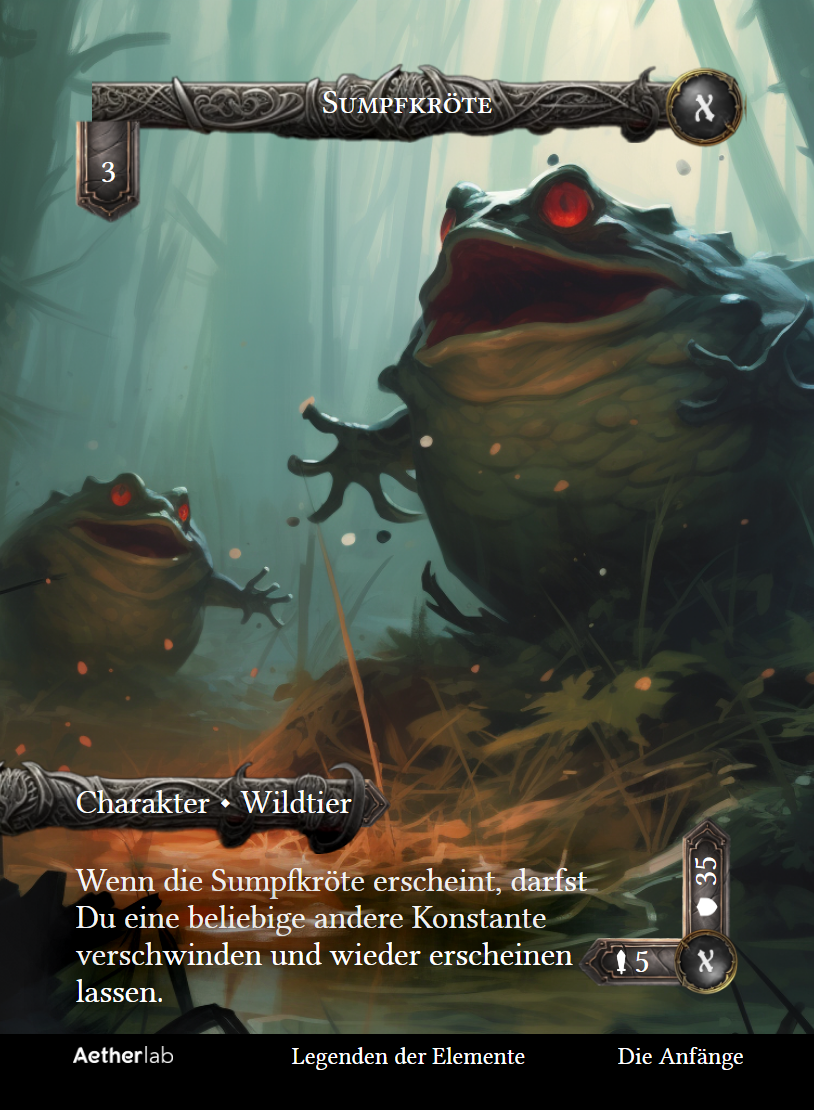 Sumpfkröte
3
Charakter • Wildtier
Wenn die Sumpfkröte erscheint, darfst
Du eine beliebige andere Konstante
verschwinden und wieder erscheinen
lassen.
35
5
Aetherlab
Legenden der Elemente
Die Anfänge